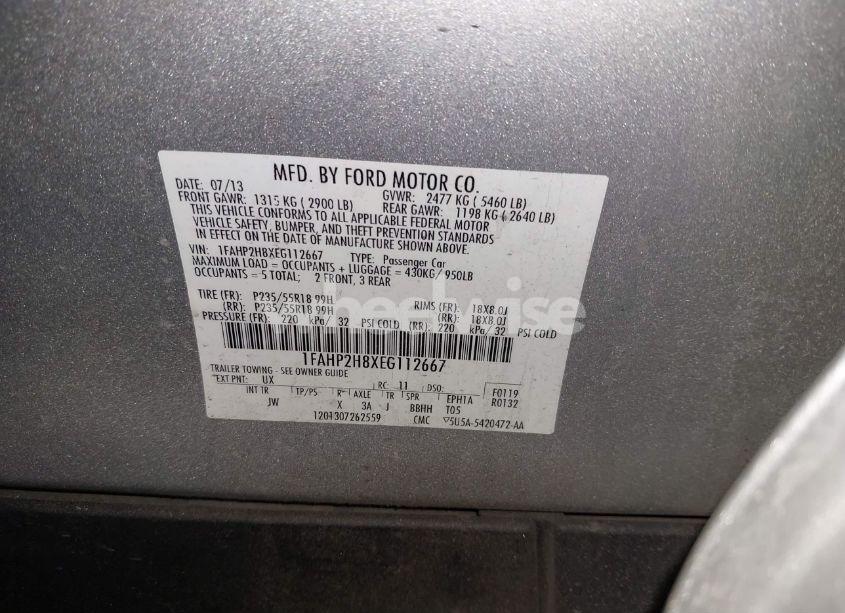 MFD. BY FORD MOTOR CO.
DATE: 07/13 GVWR: 2477 KG ( 5460 LB)
FRONT GAWR: 1315 KG ( 2900 LB) REAR GAWR: 1198 KG ( 2640 LB)
THIS VEHICLE CONFORMS TO ALL APPLICABLE FEDERAL MOTOR
VEHICLE SAFETY, BUMPER, AND THEFT PREVENTION STANDARDS
IN EFFECT ON THE DATE OF MANUFACTURE SHOWN ABOVE.
VIN: 1FAHP2H8XEG112667 TYPE: Passenger Car
MAXIMUM LOAD = OCCUPANTS + LUGGAGE = 430KG/ 950LB
OCCUPANTS = 5 TOTAL; 2 FRONT, 3 REAR
TIRE (FR): P235/55R18 99H RIMS (FR): 18X8.0J
(RR): P235/55R18 99H (RR): 18X8.0J
PRESSURE (FR): 220 kPa/ 32 PSI COLD (RR): 220 kPa/ 32 PSI COLD
1FAHP2H8XEG112667
TRAILER TOWING - SEE OWNER GUIDE
EXT PNT: UX RC: 11 DSO: F0119
INT TR TP/PS R AXLE TR SPR EPH1A R0132
JW X 3A J BBHH T05
1201307262559 CMC 5U5A-5420472-AA